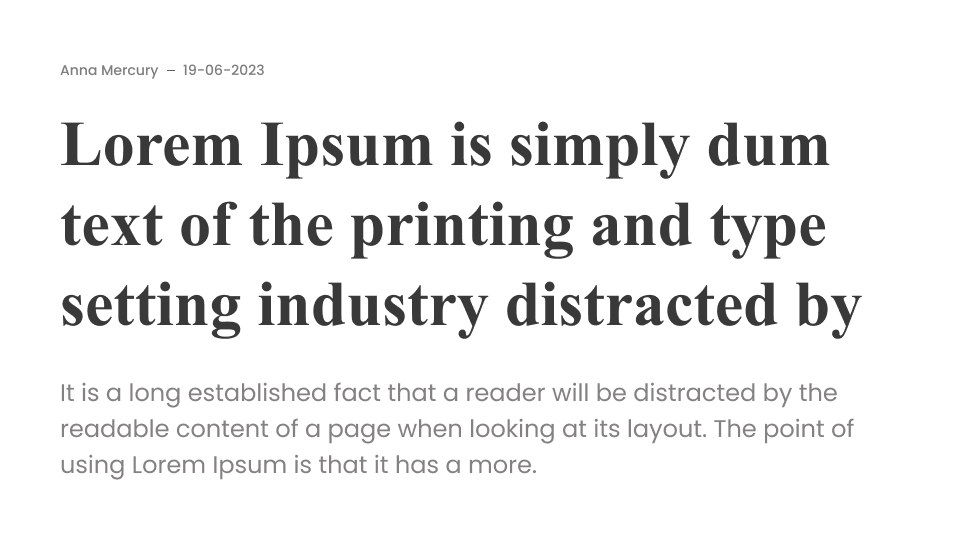 Anna Mercury – 19-06-2023
Lorem Ipsum is simply dum
text of the printing and type
setting industry distracted by
It is a long established fact that a reader will be distracted by the
readable content of a page when looking at its layout. The point of
using Lorem Ipsum is that it has a more.